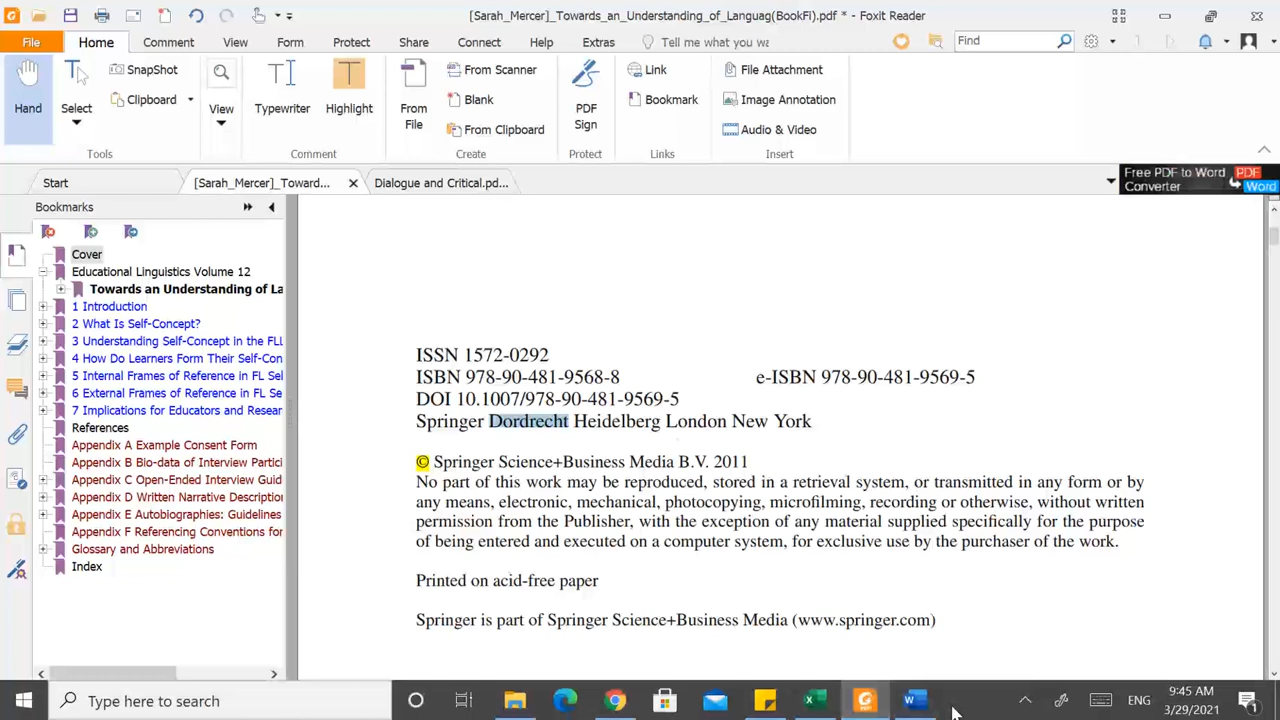 [Sarah_Mercer]_Towards_an_Understanding_of_Languag(BookFi).pdf * - Foxit Reader
File Home Comment View Form Protect Share Connect Help Extras Tell me what you wa Find
Hand
Select
SnapShot
Clipboard
Tools
View
Typewriter
Highlight
Comment
From File
From Scanner
Blank
From Clipboard
Create
PDF Sign
Protect
Link
Bookmark
Links
File Attachment
Image Annotation
Audio & Video
Insert
Start [Sarah_Mercer]_Toward... Dialogue and Critical.pd...
Free PDF to Word
Converter
PDF
Word
Bookmarks
Cover
Educational Linguistics Volume 12
Towards an Understanding of La
1 Introduction
2 What Is Self-Concept?
3 Understanding Self-Concept in the FLL
4 How Do Learners Form Their Self-Con
5 Internal Frames of Reference in FL Se
6 External Frames of Reference in FL Se
7 Implications for Educators and Resear
References
Appendix A Example Consent Form
Appendix B Bio-data of Interview Partici
Appendix C Open-Ended Interview Guid
Appendix D Written Narrative Description
Appendix E Autobiographies: Guidelines
Appendix F Referencing Conventions for
Glossary and Abbreviations
Index
ISSN 1572-0292
ISBN 978-90-481-9568-8 e-ISBN 978-90-481-9569-5
DOI 10.1007/978-90-481-9569-5
Springer Dordrecht Heidelberg London New York
© Springer Science+Business Media B.V. 2011
No part of this work may be reproduced, stored in a retrieval system, or transmitted in any form or by
any means, electronic, mechanical, photocopying, microfilming, recording or otherwise, without written
permission from the Publisher, with the exception of any material supplied specifically for the purpose
of being entered and executed on a computer system, for exclusive use by the purchaser of the work.
Printed on acid-free paper
Springer is part of Springer Science+Business Media (www.springer.com)
Type here to search
ENG
9:45 AM
3/29/2021
1